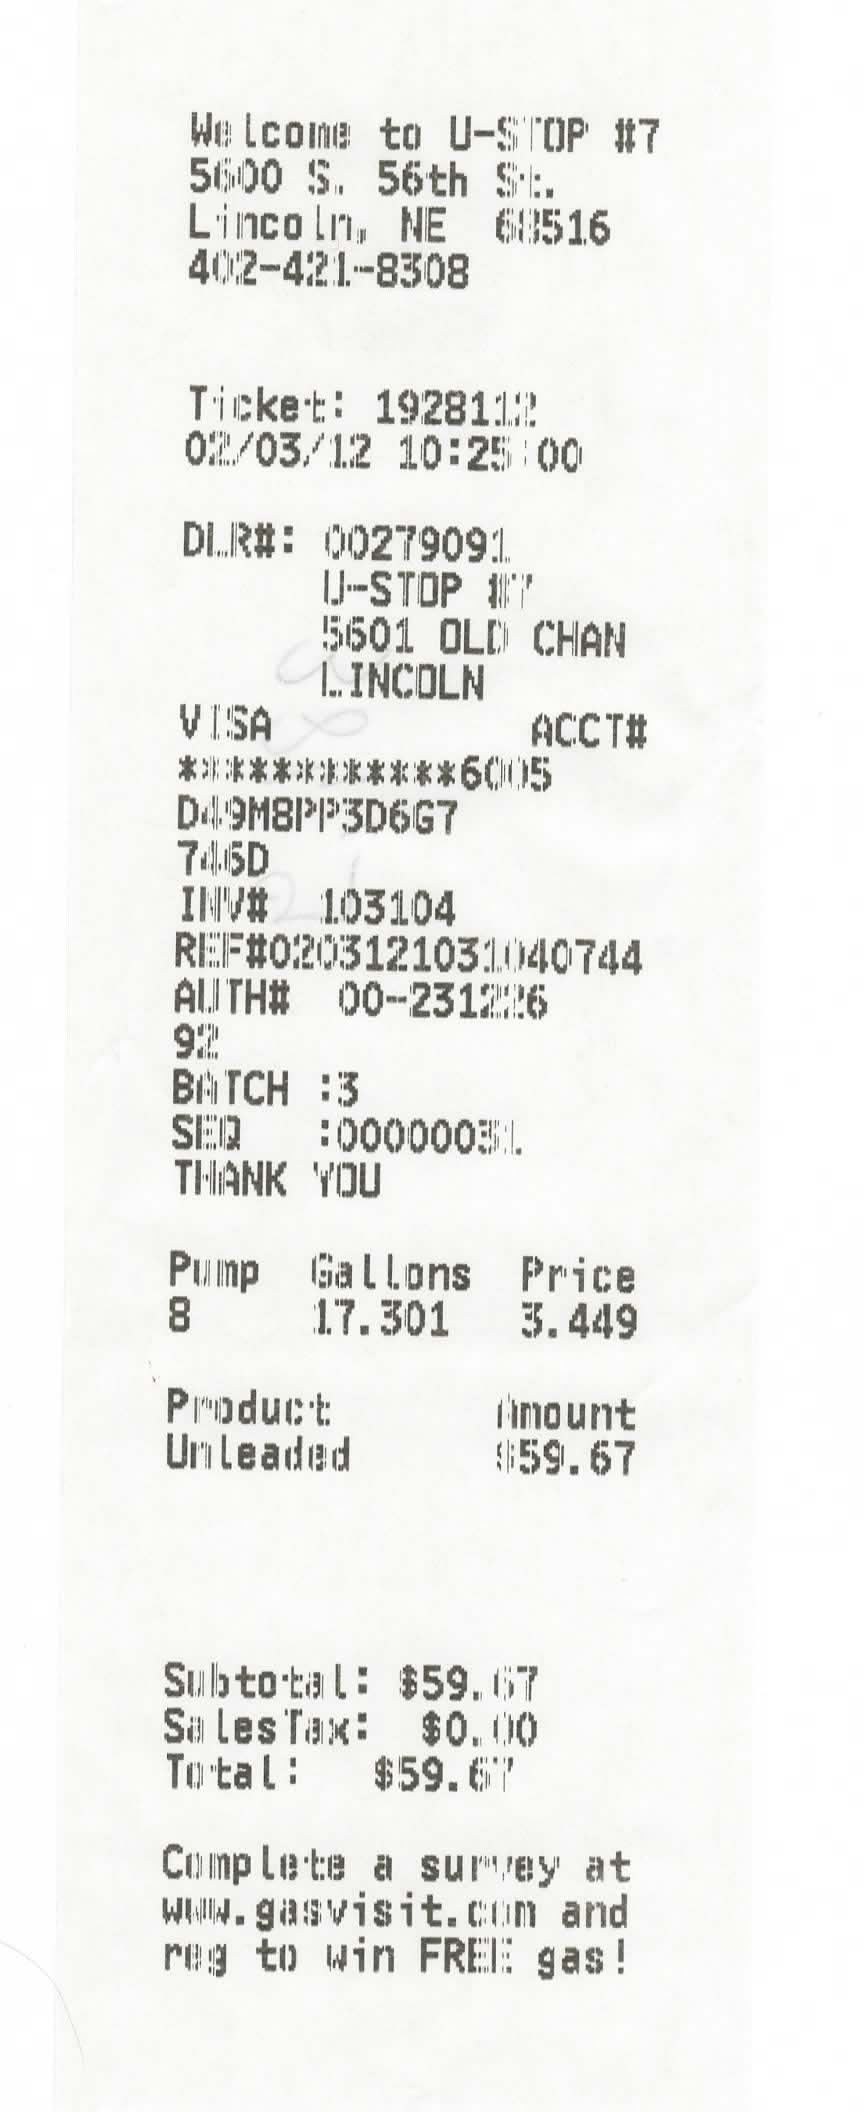 Welcome to U-STOP #7
5600 S. 56th St.
Lincoln, NE 68516
402-421-8308
Ticket: 1928112
02/03/12 10:25:00
DLR#: 00279091
U-STOP #7
5601 OLD CHAN
LINCOLN
VISA ACCT#
************6005
D49M8PP3D6G7
746D
INV# 103104
REF#0203121031040744
AUTH# 00-231226
92
BATCH :3
SEQ :00000031
THANK YOU
Pump Gallons Price
8 17.301 3.449
Product Amount
Unleaded $59.67
Subtotal: $59.67
SalesTax: $0.00
Total: $59.67
Complete a survey at
www.gasvisit.com and
reg to win FREE gas!